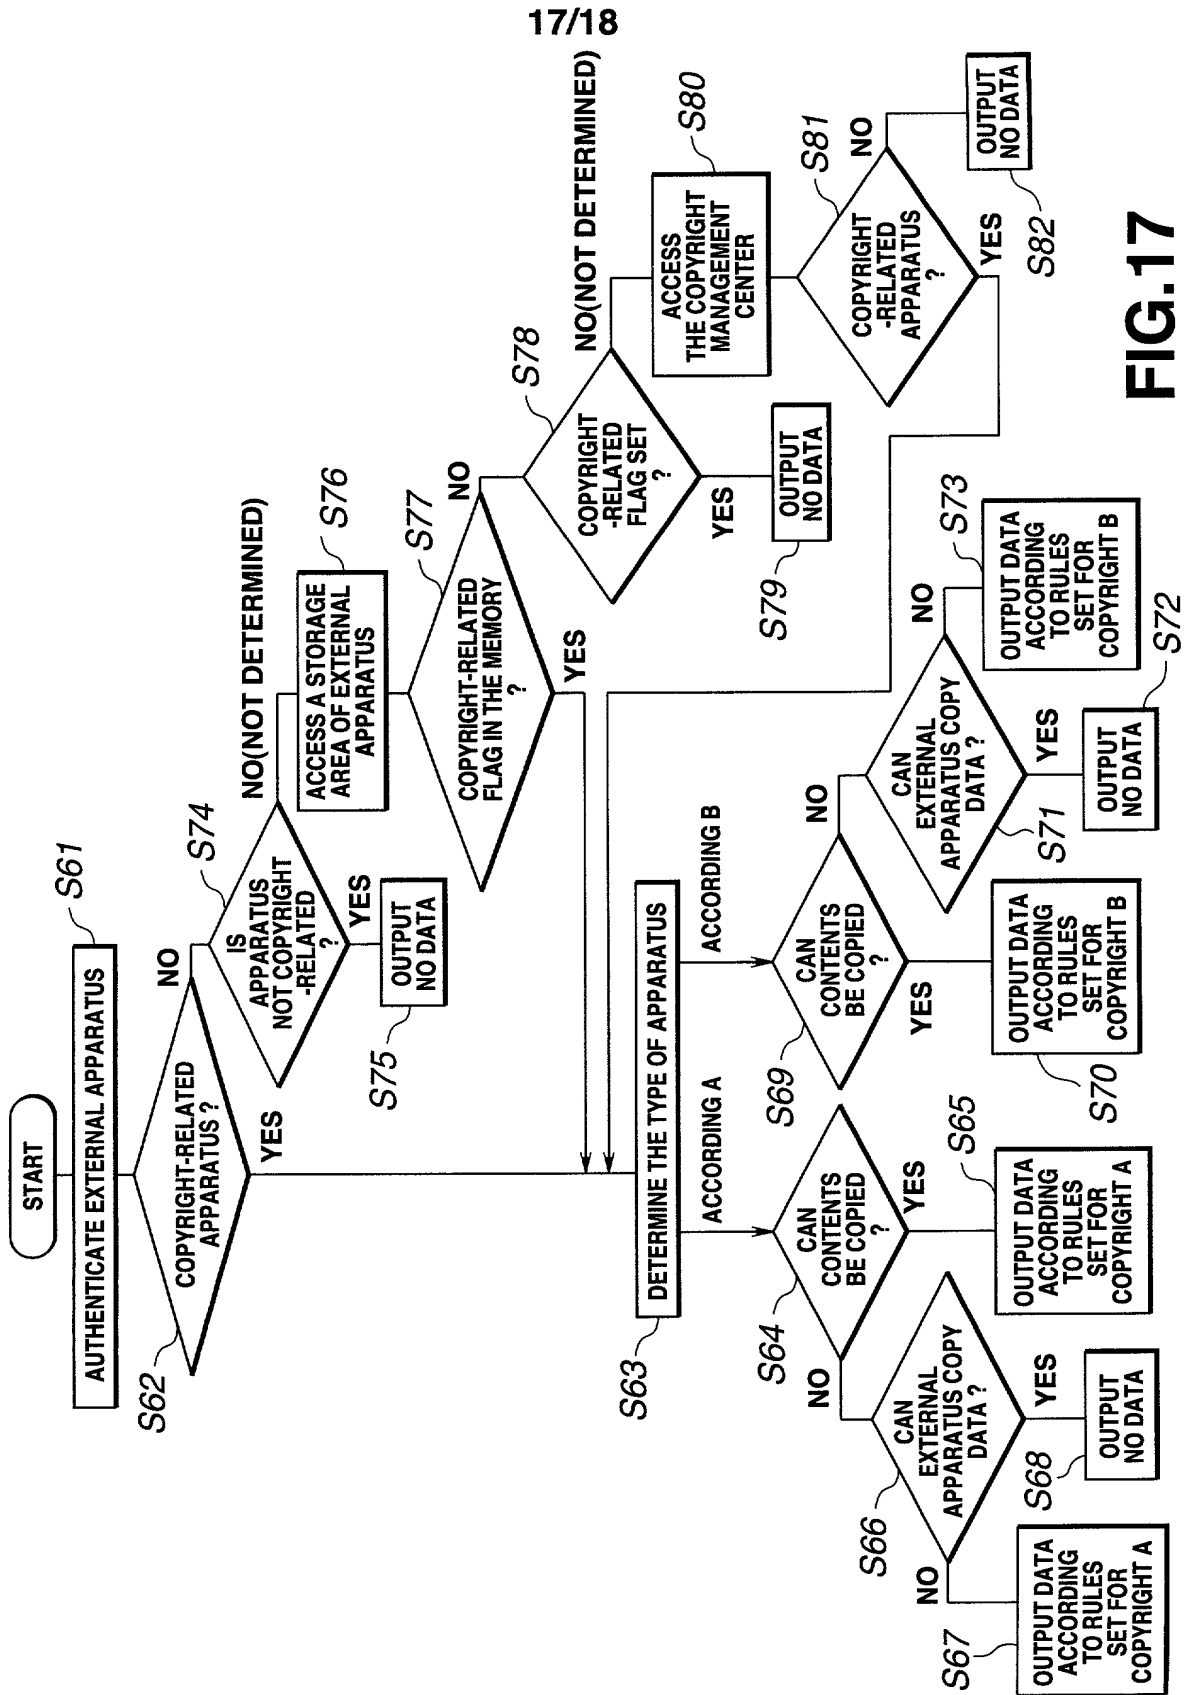 17/18
START
AUTHENTICATE EXTERNAL APPARATUS
S61
COPYRIGHT-RELATED
APPARATUS ?
S62
NO
YES
IS
APPARATUS
NOT COPYRIGHT
-RELATED
?
S74
NO(NOT DETERMINED)
YES
OUTPUT
NO DATA
S75
ACCESS A STORAGE
AREA OF EXTERNAL
APPARATUS
S76
COPYRIGHT-RELATED
FLAG IN THE MEMORY
?
S77
NO
YES
COPYRIGHT
-RELATED
FLAG SET
?
S78
NO(NOT DETERMINED)
YES
OUTPUT
NO DATA
S79
ACCESS
THE COPYRIGHT
MANAGEMENT
CENTER
S80
COPYRIGHT
-RELATED
APPARATUS
?
S81
NO
YES
OUTPUT
NO DATA
S82
DETERMINE THE TYPE OF APPARATUS
S63
ACCORDING A
ACCORDING B
CAN
CONTENTS
BE COPIED
?
S64
NO
YES
OUTPUT DATA
ACCORDING
TO RULES
SET FOR
COPYRIGHT A
S65
CAN
EXTERNAL
APPARATUS COPY
DATA ?
S66
NO
YES
OUTPUT DATA
ACCORDING
TO RULES
SET FOR
COPYRIGHT A
S67
OUTPUT
NO DATA
S68
CAN
CONTENTS
BE COPIED
?
S69
NO
YES
OUTPUT DATA
ACCORDING
TO RULES
SET FOR
COPYRIGHT B
S70
CAN
EXTERNAL
APPARATUS COPY
DATA ?
S71
NO
YES
OUTPUT
NO DATA
S72
OUTPUT DATA
ACCORDING
TO RULES
SET FOR
COPYRIGHT B
S73
FIG.17